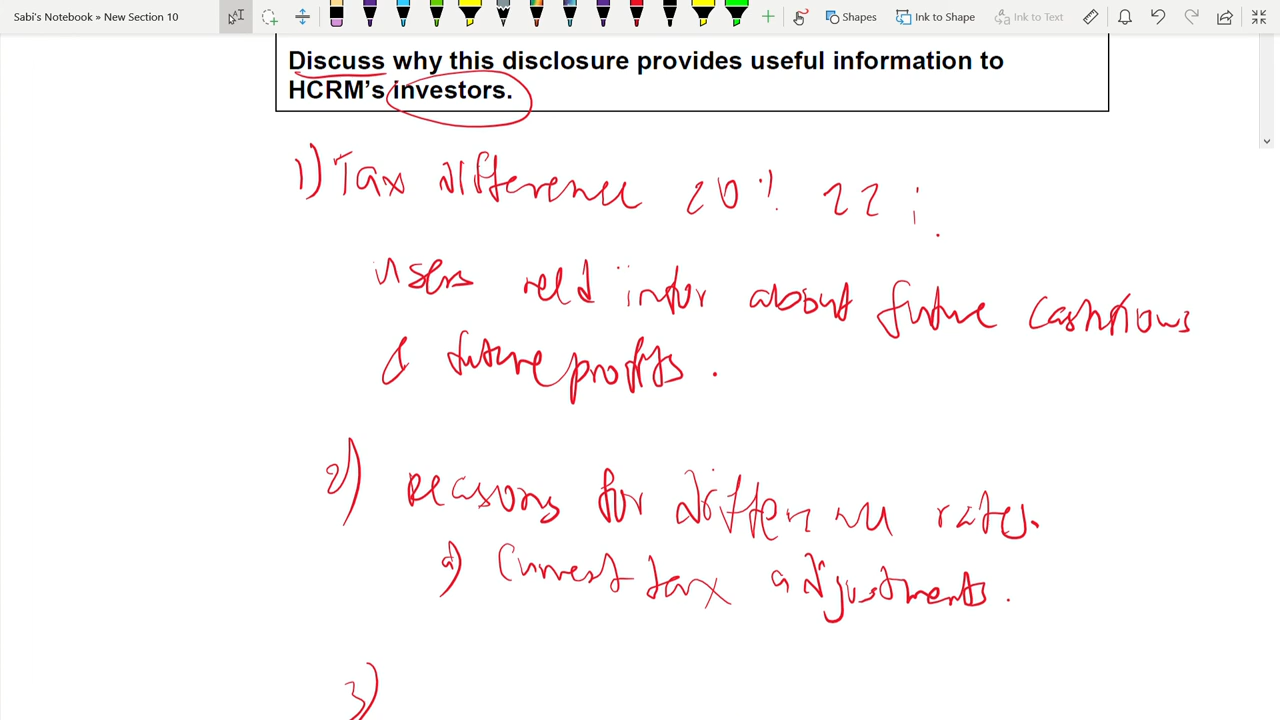 Sabi's Notebook » New Section 10
Shapes
Ink to Shape
Ink to Text
Discuss why this disclosure provides useful information to
HCRM's investors.
1) Tax difference 20% 22 ;
users need infor about future cashflows
& future profits.
2) Reasons for difference rates.
a) Current tax adjustments.
3)